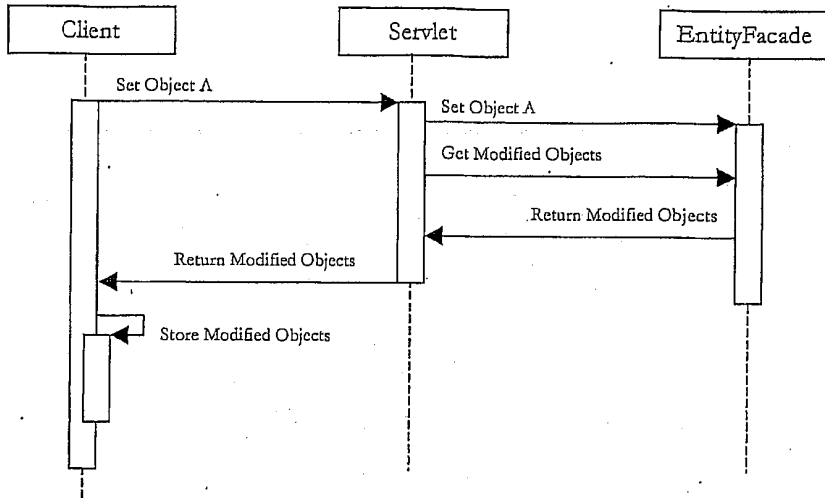 Client
Servlet
EntityFacade
Set Object A
Set Object A
Get Modified Objects
Return Modified Objects
Return Modified Objects
Store Modified Objects